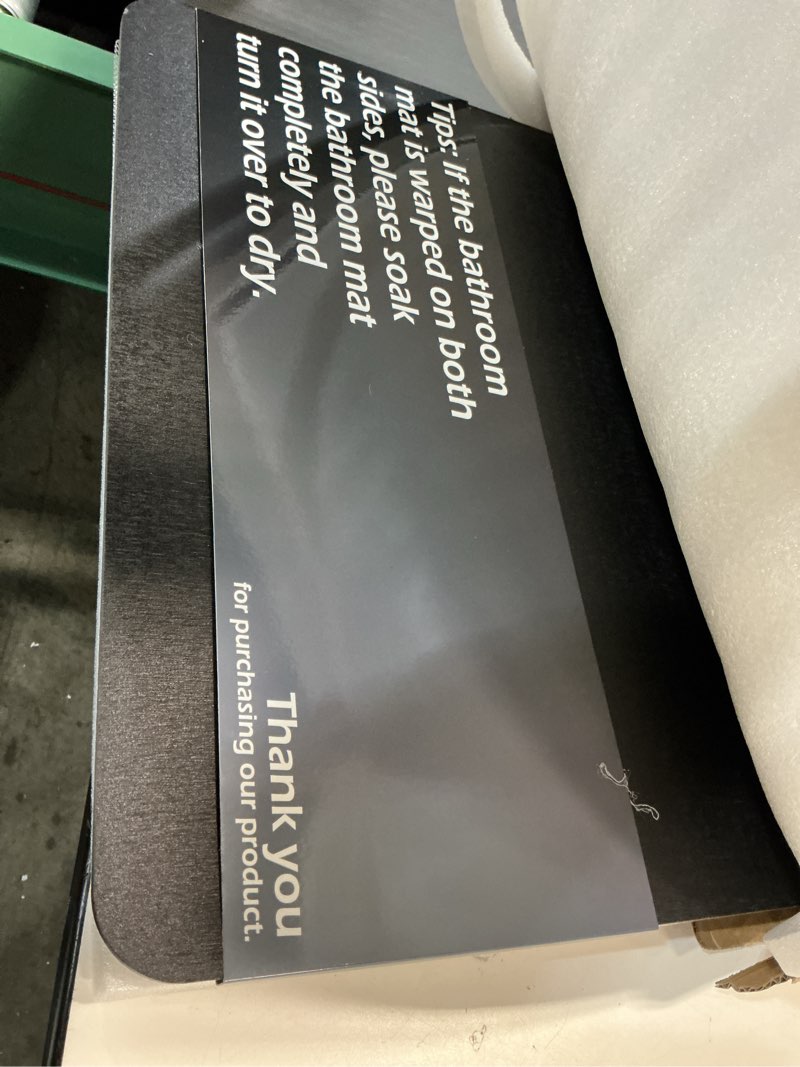 Tips: If the bathroom
mat is warped on both
sides, please soak
the bathroom mat
completely and
turn it over to dry.
Thank you
for purchasing our product.